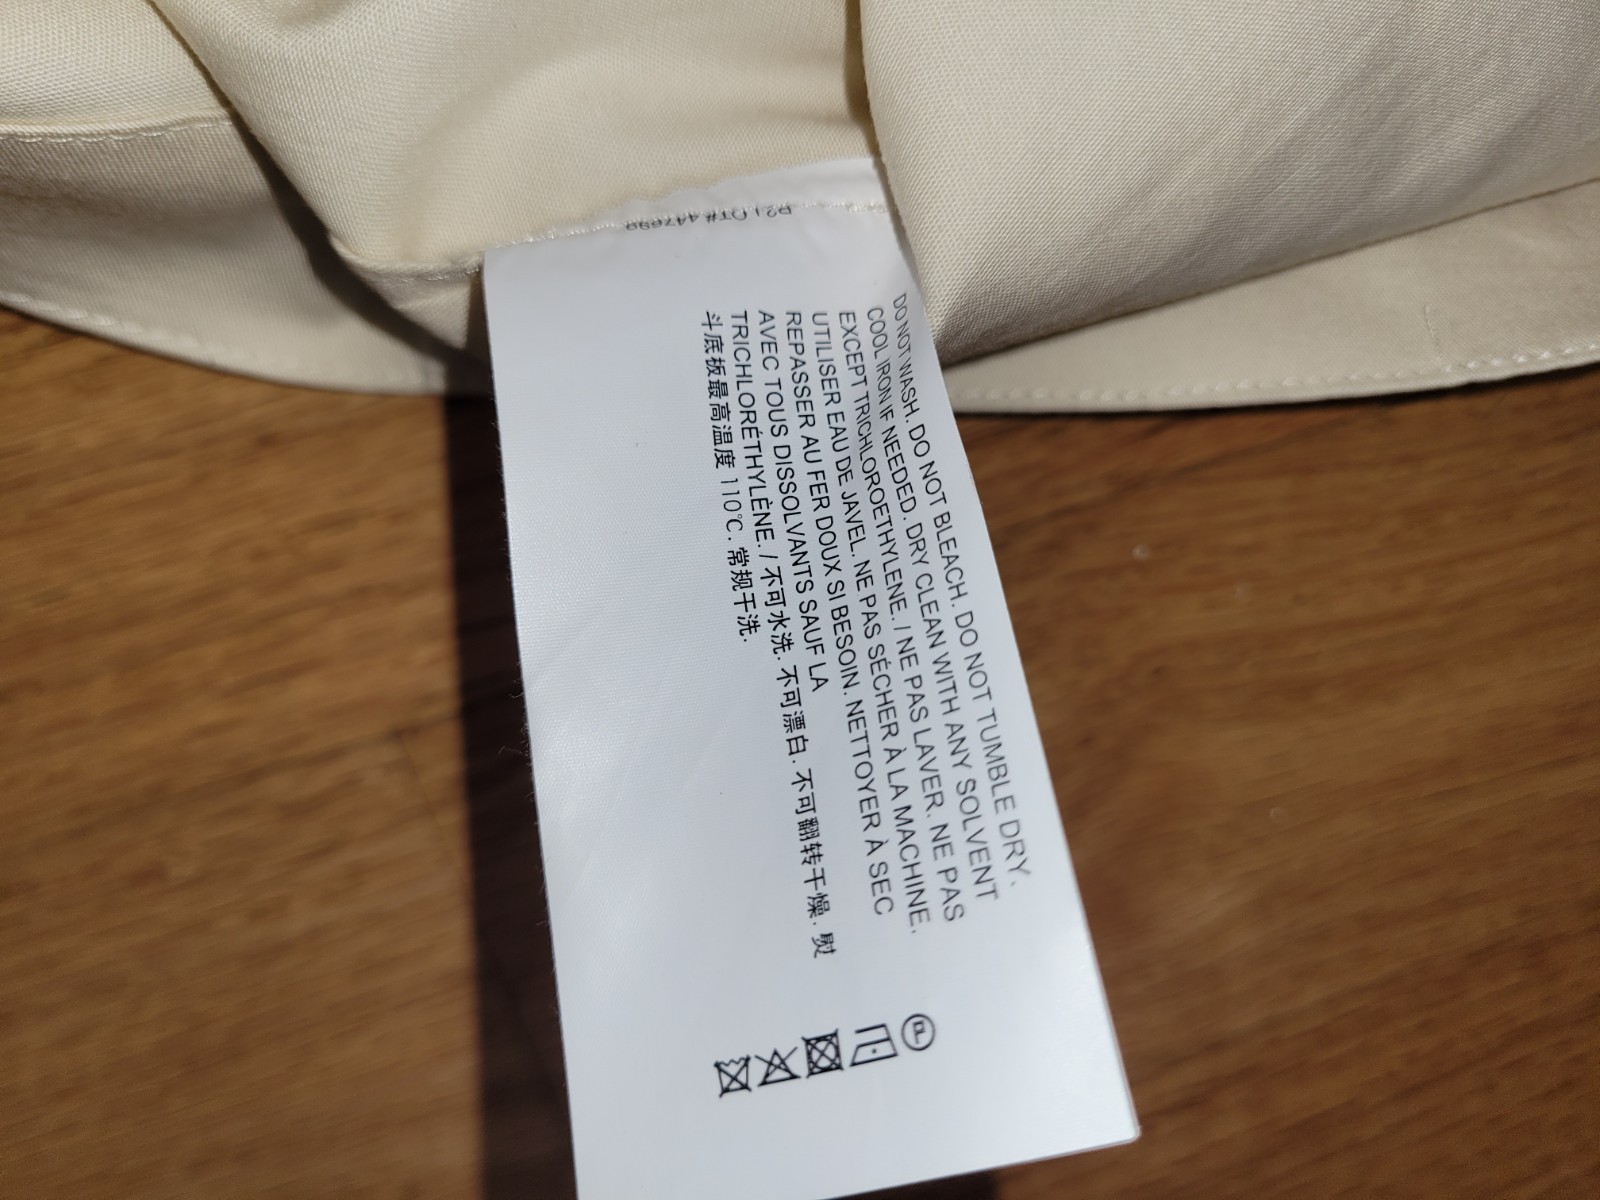 LOT# 447699
DO NOT WASH. DO NOT BLEACH. DO NOT TUMBLE DRY.
COOL IRON IF NEEDED. DRY CLEAN WITH ANY SOLVENT
EXCEPT TRICHLOROETHYLENE. / NE PAS LAVER. NE PAS
UTILISER EAU DE JAVEL. NE PAS SÉCHER À LA MACHINE.
REPASSER AU FER DOUX SI BESOIN. NETTOYER À SEC
AVEC TOUS DISSOLVANTS SAUF LA
TRICHLORÉTHYLÈNE. / 不可水洗. 不可漂白. 不可翻转干燥. 熨
斗底板最高温度 110℃. 常规干洗.